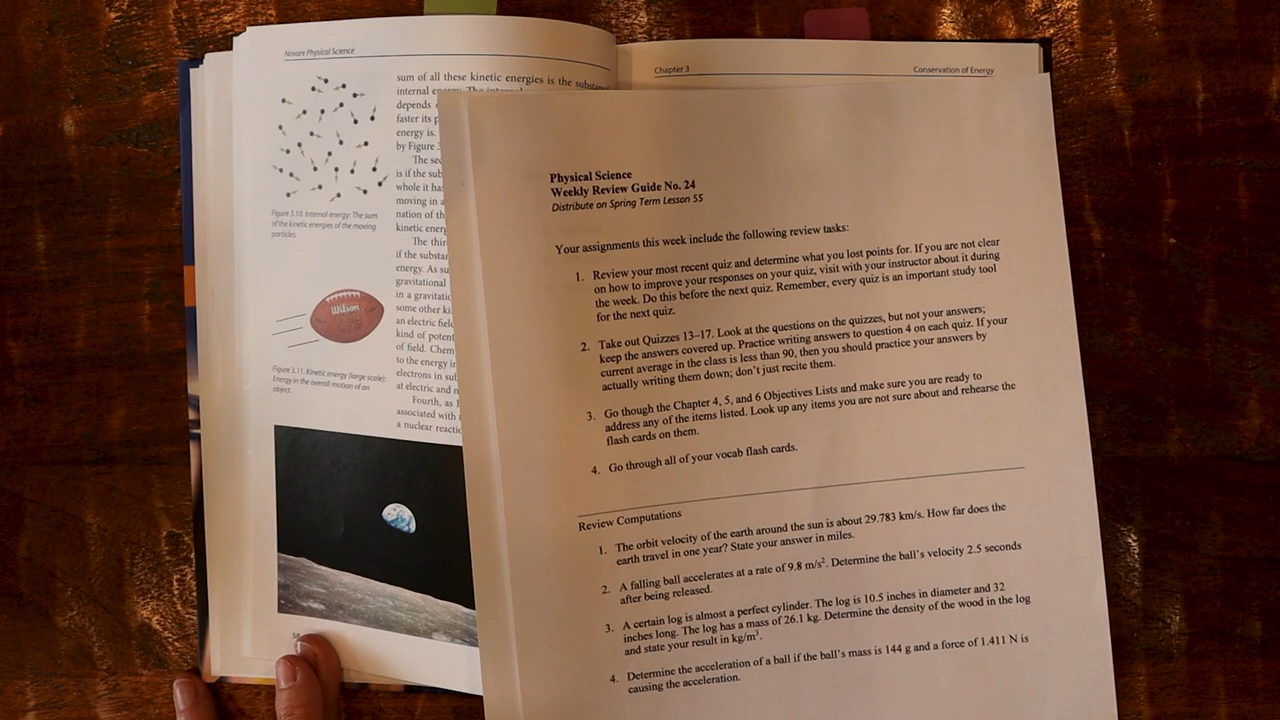 Novare Physical Science
sum of all these kinetic energies is the
internal energy. The
depends
faster its
energy is.
by Figure
The
is if the
whole it
moving in a
nation of
kinetic
The
if the
energy. As
gravitational
in a
some other
an electric
kind of
of field.
to the energy
electrons in
at electric and
Fourth, as
associated with
a nuclear
Figure 3.10. Internal energy: The sum
of the kinetic energies of the moving
particles.
Wilson
Figure 3.11. Kinetic energy (large scale):
Energy in the overall motion of an
object.
Chapter 3
Conservation of Energy
Physical Science
Weekly Review Guide No. 24
Distribute on Spring Term Lesson 55
Your assignments this week include the following review tasks:
1. Review your most recent quiz and determine what you lost points for. If you are not clear
on how to improve your responses on your quiz, visit with your instructor about it during
the week. Do this before the next quiz. Remember, every quiz is an important study tool
for the next quiz.
2. Take out Quizzes 13–17. Look at the questions on the quizzes, but not your answers;
keep the answers covered up. Practice writing answers to question 4 on each quiz. If your
current average in the class is less than 90, then you should practice your answers by
actually writing them down; don't just recite them.
3. Go though the Chapter 4, 5, and 6 Objectives Lists and make sure you are ready to
address any of the items listed. Look up any items you are not sure about and rehearse the
flash cards on them.
4. Go through all of your vocab flash cards.
Review Computations
1. The orbit velocity of the earth around the sun is about 29.783 km/s. How far does the
earth travel in one year? State your answer in miles.
2. A falling ball accelerates at a rate of 9.8 m/s². Determine the ball's velocity 2.5 seconds
after being released.
3. A certain log is almost a perfect cylinder. The log is 10.5 inches in diameter and 32
inches long. The log has a mass of 26.1 kg. Determine the density of the wood in the log
and state your result in kg/m³.
4. Determine the acceleration of a ball if the ball's mass is 144 g and a force of 1.411 N is
causing the acceleration.